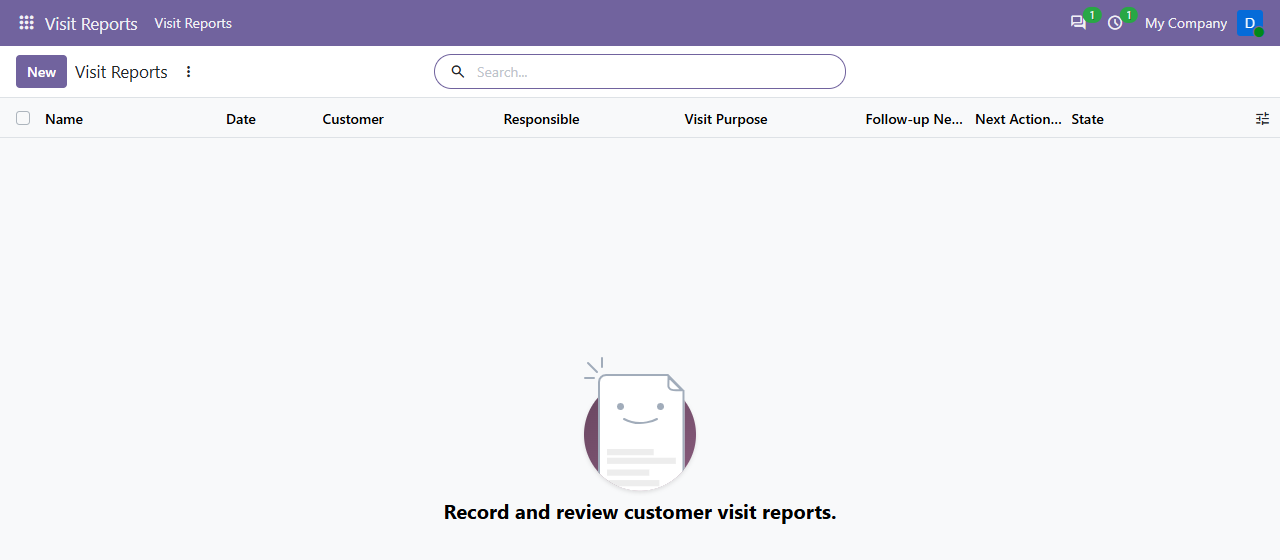 Visit Reports Visit Reports 1 1 My Company D
New Visit Reports Search...
Name Date Customer Responsible Visit Purpose Follow-up Ne... Next Action... State
Record and review customer visit reports.